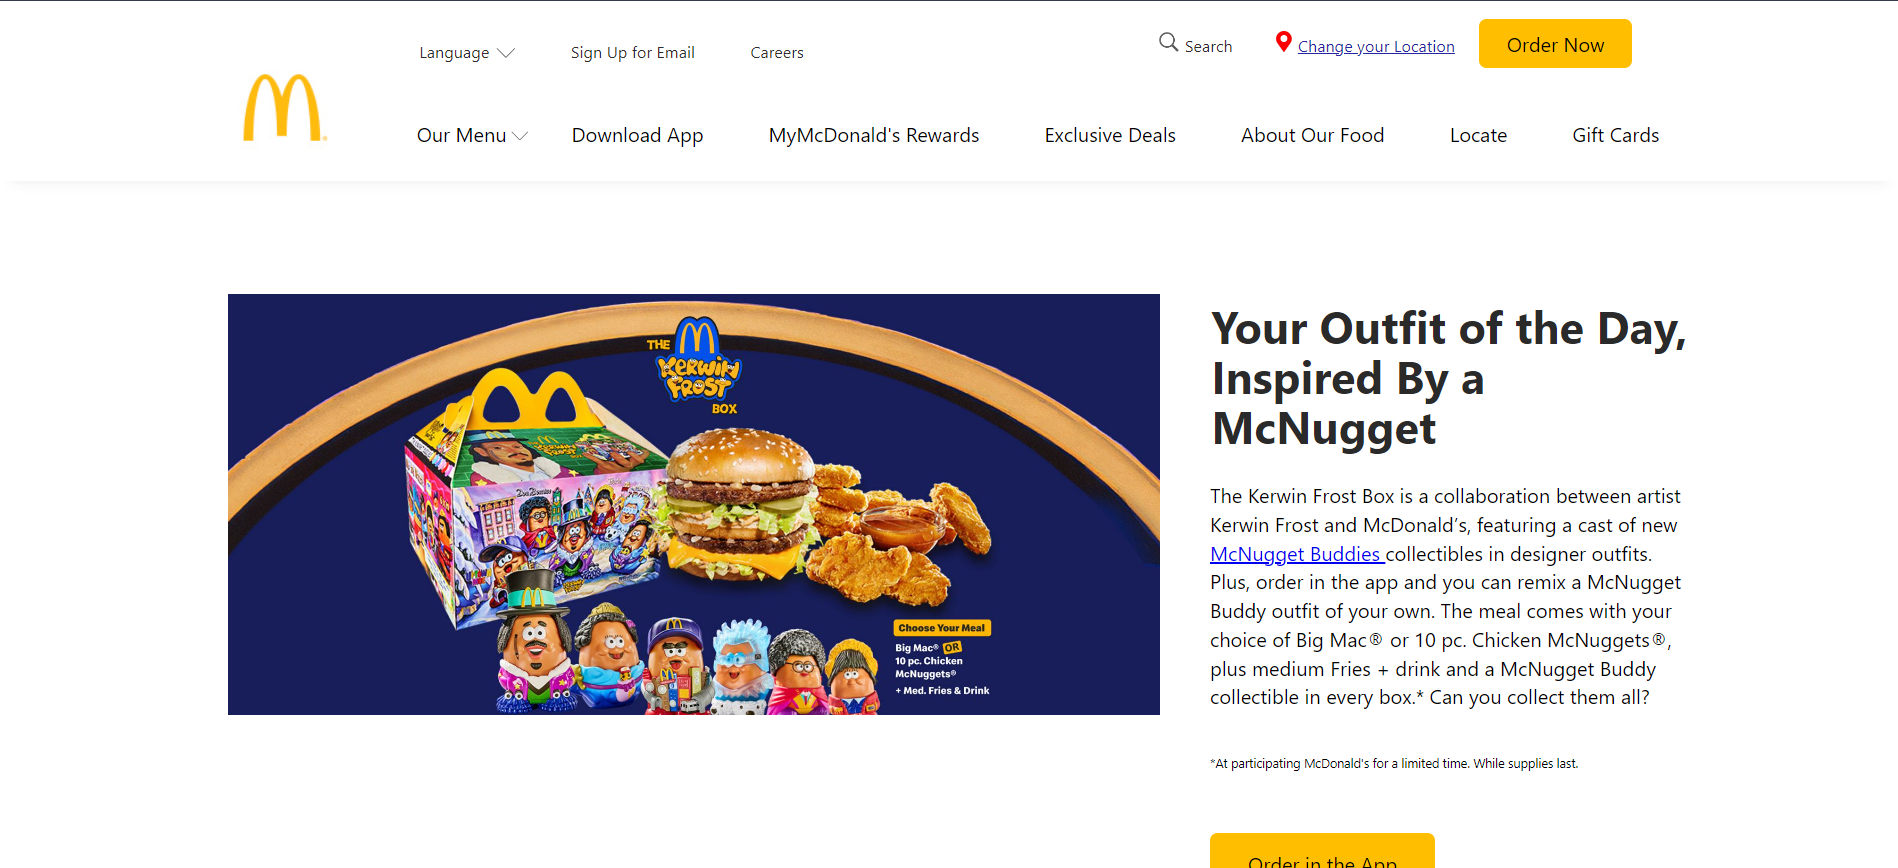 Language
Sign Up for Email
Careers
Search
Change your Location
Order Now
Our Menu
Download App
MyMcDonald's Rewards
Exclusive Deals
About Our Food
Locate
Gift Cards
THE
KERWIN
FROST
BOX
Choose Your Meal
Big Mac® OR
10 pc. Chicken
McNuggets®
+ Med. Fries & Drink
Your Outfit of the Day,
Inspired By a
McNugget
The Kerwin Frost Box is a collaboration between artist
Kerwin Frost and McDonald’s, featuring a cast of new
McNugget Buddies collectibles in designer outfits.
Plus, order in the app and you can remix a McNugget
Buddy outfit of your own. The meal comes with your
choice of Big Mac® or 10 pc. Chicken McNuggets®,
plus medium Fries + drink and a McNugget Buddy
collectible in every box.* Can you collect them all?
*At participating McDonald's for a limited time. While supplies last.
Order in the App